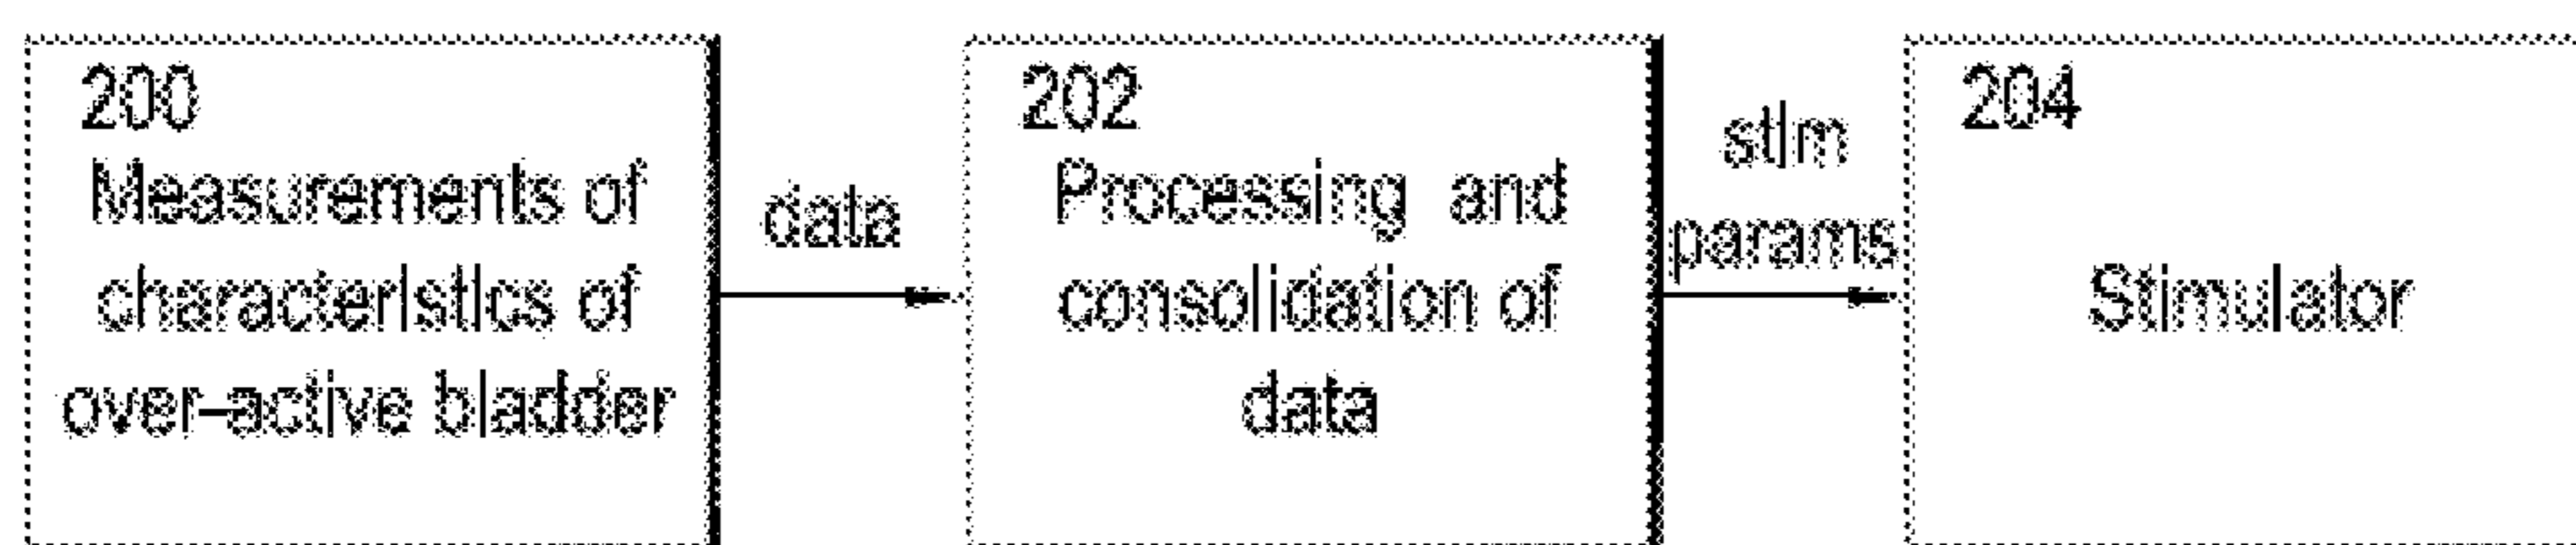 200
Measurements of
characteristics of
over-active bladder
data
202
Processing and
consolidation of
data
stim
params
204
Stimulator